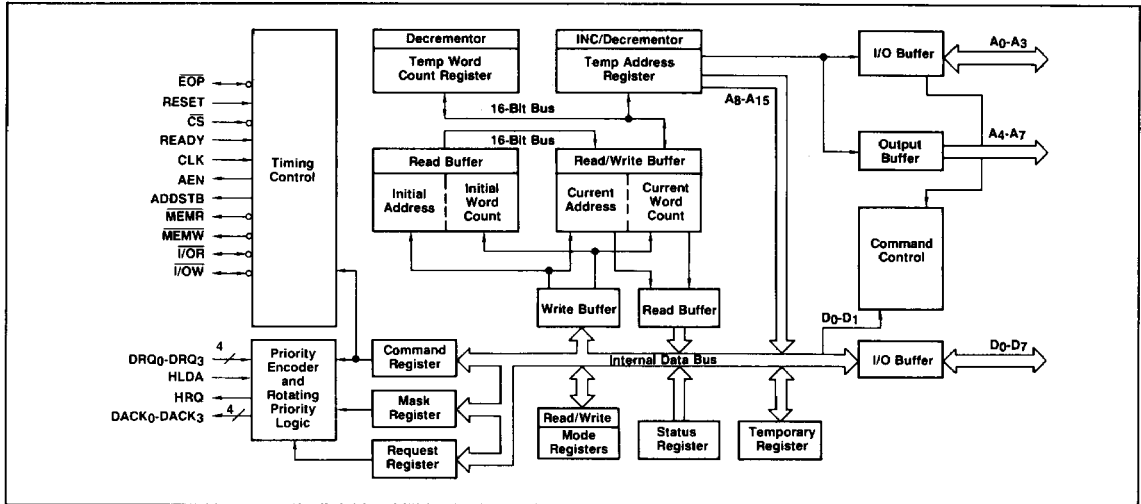 EOP
RESET
CS
READY
CLK
AEN
ADDSTB
MEMR
MEMW
I/OR
I/OW
Timing
Control
Decrementor
Temp Word
Count Register
INC/Decrementor
Temp Address
Register
16-Bit Bus
16-Bit Bus
Read Buffer
Initial
Address
Initial
Word
Count
Read/Write Buffer
Current
Address
Current
Word
Count
Write Buffer
Read Buffer
A8-A15
I/O Buffer
A0-A3
Output
Buffer
A4-A7
Command
Control
D0-D1
Internal Data Bus
I/O Buffer
D0-D7
4
DRQ0-DRQ3
HLDA
HRQ
4
DACK0-DACK3
Priority
Encoder
and
Rotating
Priority
Logic
Command
Register
Mask
Register
Request
Register
Read/Write
Mode
Registers
Status
Register
Temporary
Register